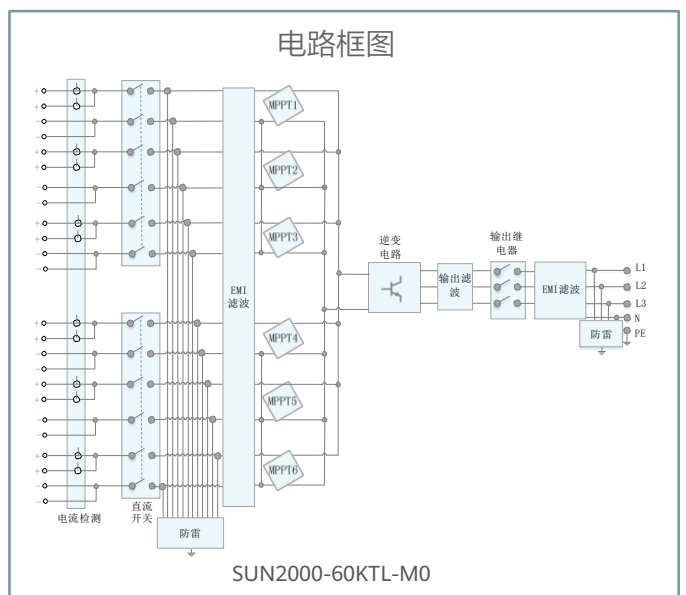 电路框图
MPPT1
MPPT2
MPPT3
EMI
滤波
MPPT4
MPPT5
MPPT6
逆变
电路
输出滤
波
输出继
电器
EMI滤波
L1
L2
L3
N
PE
防雷
电流检测
直流
开关
防雷
SUN2000-60KTL-M0